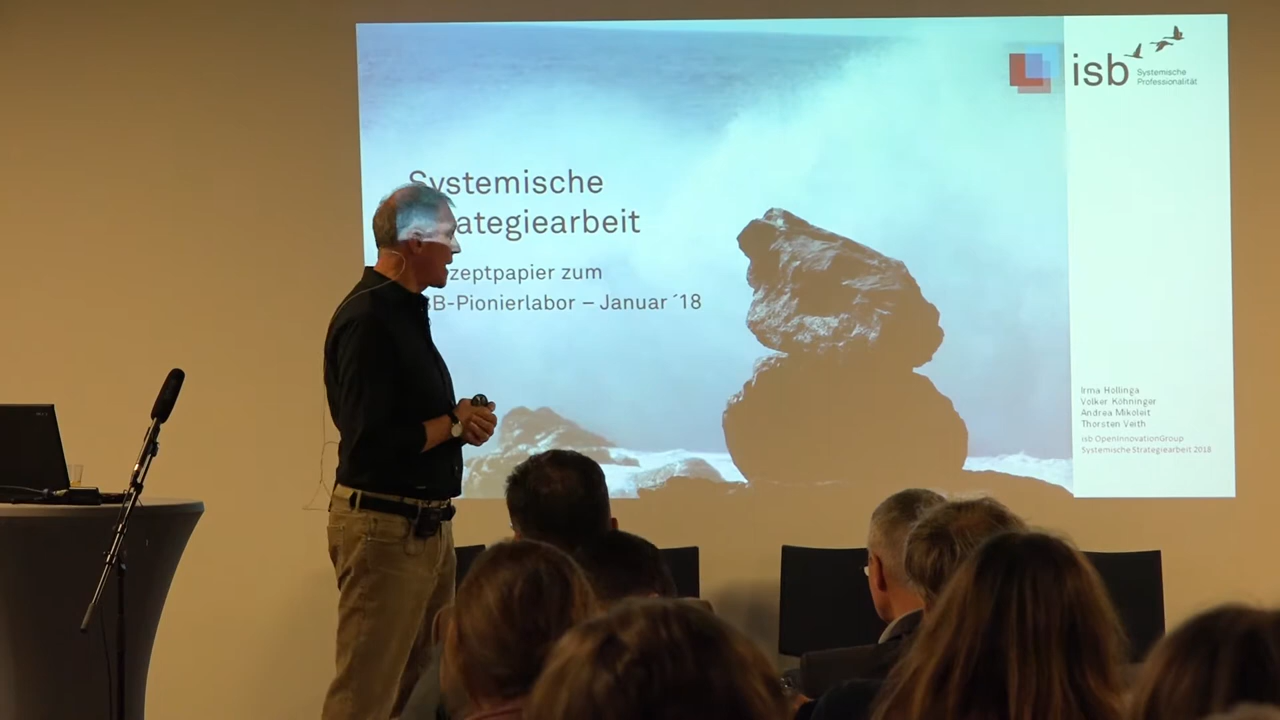 isb
Systemische
Professionalität
Systemische
ategiearbeit
zeptpapier zum
B-Pionierlabor – Januar ´18
Irma Hollinga
Volker Köhninger
Andrea Mikoleit
Thorsten Veith
isb OpenInnovationGroup
Systemische Strategiearbeit 2018